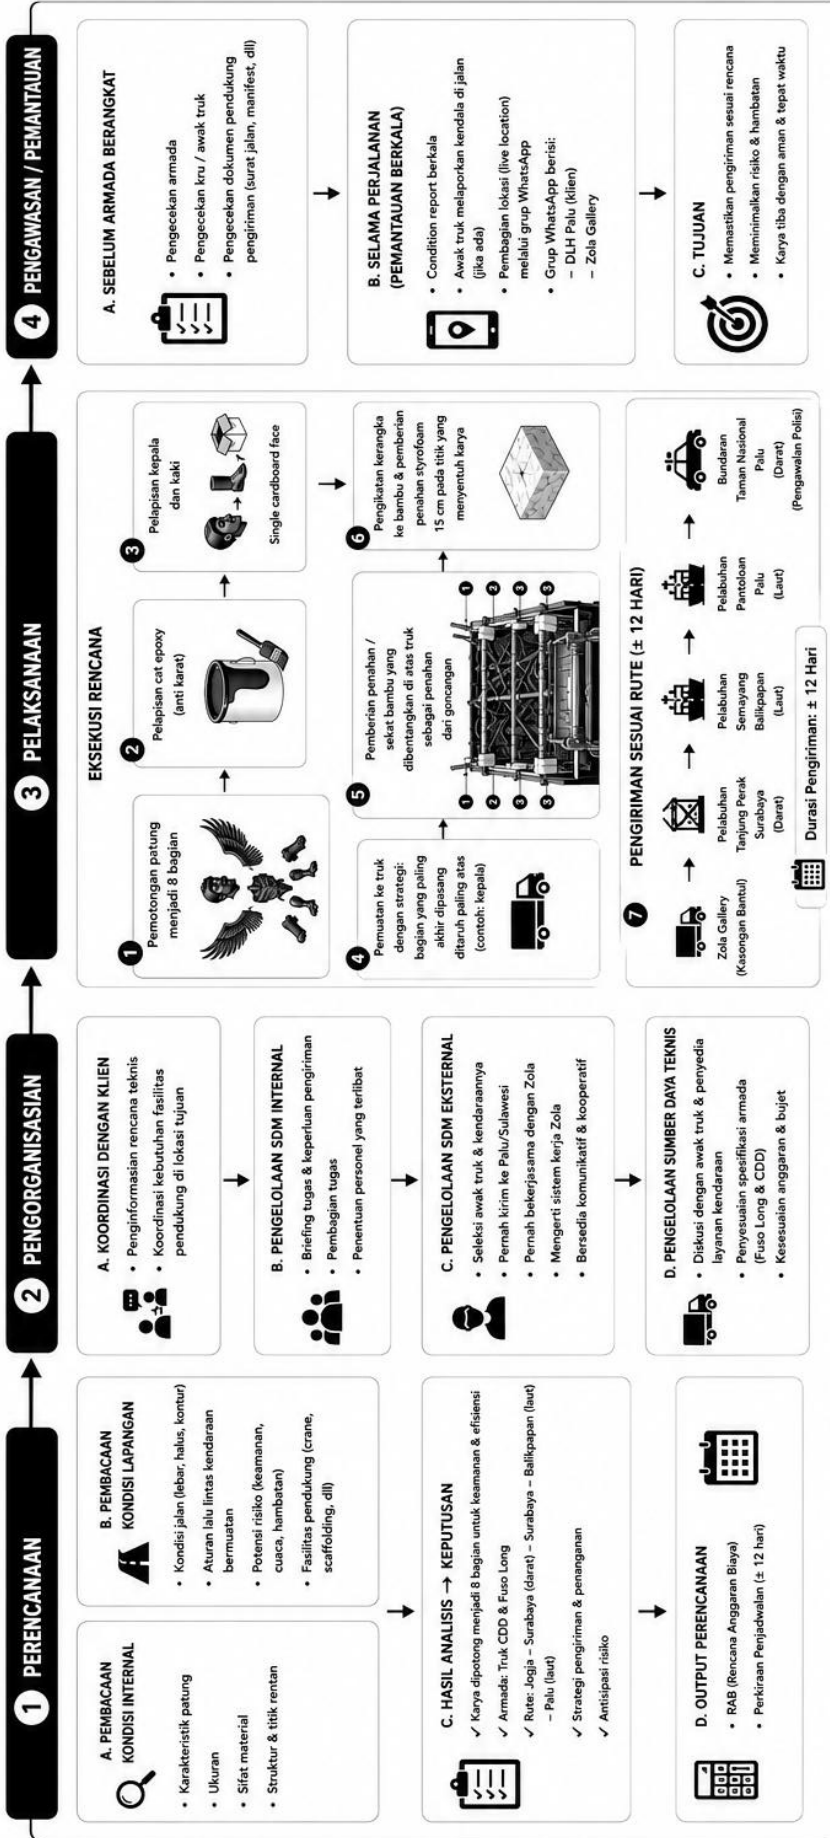 1 PERENCANAAN
A. PEMBACAAN
KONDISI INTERNAL
• Karakteristik patung
• Ukuran
• Sifat material
• Struktur & titik rentan
B. PEMBACAAN
KONDISI LAPANGAN
• Kondisi jalan (lebar, halus, kontur)
• Aturan lalu lintas kendaraan
bermuatan
• Potensi risiko (keamanan,
cuaca, hambatan)
• Fasilitas pendukung (crane,
scaffolding, dll)
C. HASIL ANALISIS → KEPUTUSAN
✓ Karya dipotong menjadi 8 bagian untuk keamanan & efisiensi
✓ Armada: Truk CDD & Fuso Long
✓ Rute: Jogja – Surabaya (darat) – Surabaya – Balikpapan (laut)
– Palu (laut)
✓ Strategi pengiriman & penanganan
✓ Antisipasi risiko
D. OUTPUT PERENCANAAN
• RAB (Rencana Anggaran Biaya)
• Perkiraan Penjadwalan (± 12 hari)
2 PENGORGANISASIAN
A. KOORDINASI DENGAN KLIEN
• Penginformasian rencana teknis
• Koordinasi kebutuhan fasilitas
pendukung di lokasi tujuan
B. PENGELOLAAN SDM INTERNAL
• Briefing tugas & keperluan pengiriman
• Pembagian tugas
• Penentuan personel yang terlibat
C. PENGELOLAAN SDM EKSTERNAL
• Seleksi awak truk & kendaraannya
• Pernah kirim ke Palu/Sulawesi
• Pernah bekerjasama dengan Zola
• Mengerti sistem kerja Zola
• Bersedia komunikatif & kooperatif
D. PENGELOLAAN SUMBER DAYA TEKNIS
• Diskusi dengan awak truk & penyedia
layanan kendaraan
• Penyesuaian spesifikasi armada
(Fuso Long & CDD)
• Kesesuaian anggaran & bujet
3 PELAKSANAAN
EKSEKUSI RENCANA
1
Pemotongan patung
menjadi 8 bagian
2
Pelapisan cat epoxy
(anti karat)
3
Pelapisan kepala
dan kaki
Single cardboard face
4
Pemuatan ke truk
dengan strategi:
bagian yang paling
akhir dipasang
ditaruh paling atas
(contoh: kepala)
5
Pemberian penahan /
sekat bambu yang
dibentangkan di atas truk
sebagai penahan
dari goncangan
1 1
2 2
3 3
3 3
6
Pengikatan kerangka
ke bambu & pemberian
penahan styrofoam
15 cm pada titik yang
menyentuh karya
7 PENGIRIMAN SESUAI RUTE (± 12 HARI)
Zola Gallery
(Kasongan Bantul)
Pelabuhan
Tanjung Perak
Surabaya
(Darat)
Pelabuhan
Semayang
Balikpapan
(Laut)
Pelabuhan
Pantoloan
Palu
(Laut)
Bundaran
Taman Nasional
Palu
(Darat)
(Pengawalan Polisi)
Durasi Pengiriman: ± 12 Hari
4 PENGAWASAN / PEMANTAUAN
A. SEBELUM ARMADA BERANGKAT
• Pengecekan armada
• Pengecekan kru / awak truk
• Pengecekan dokumen pendukung
pengiriman (surat jalan, manifest, dll)
B. SELAMA PERJALANAN
(PEMANTAUAN BERKALA)
• Condition report berkala
• Awak truk melaporkan kendala di jalan
(jika ada)
• Pembagian lokasi (live location)
melalui grup WhatsApp
• Grup WhatsApp berisi:
– DLH Palu (klien)
– Zola Gallery
C. TUJUAN
• Memastikan pengiriman sesuai rencana
• Meminimalkan risiko & hambatan
• Karya tiba dengan aman & tepat waktu